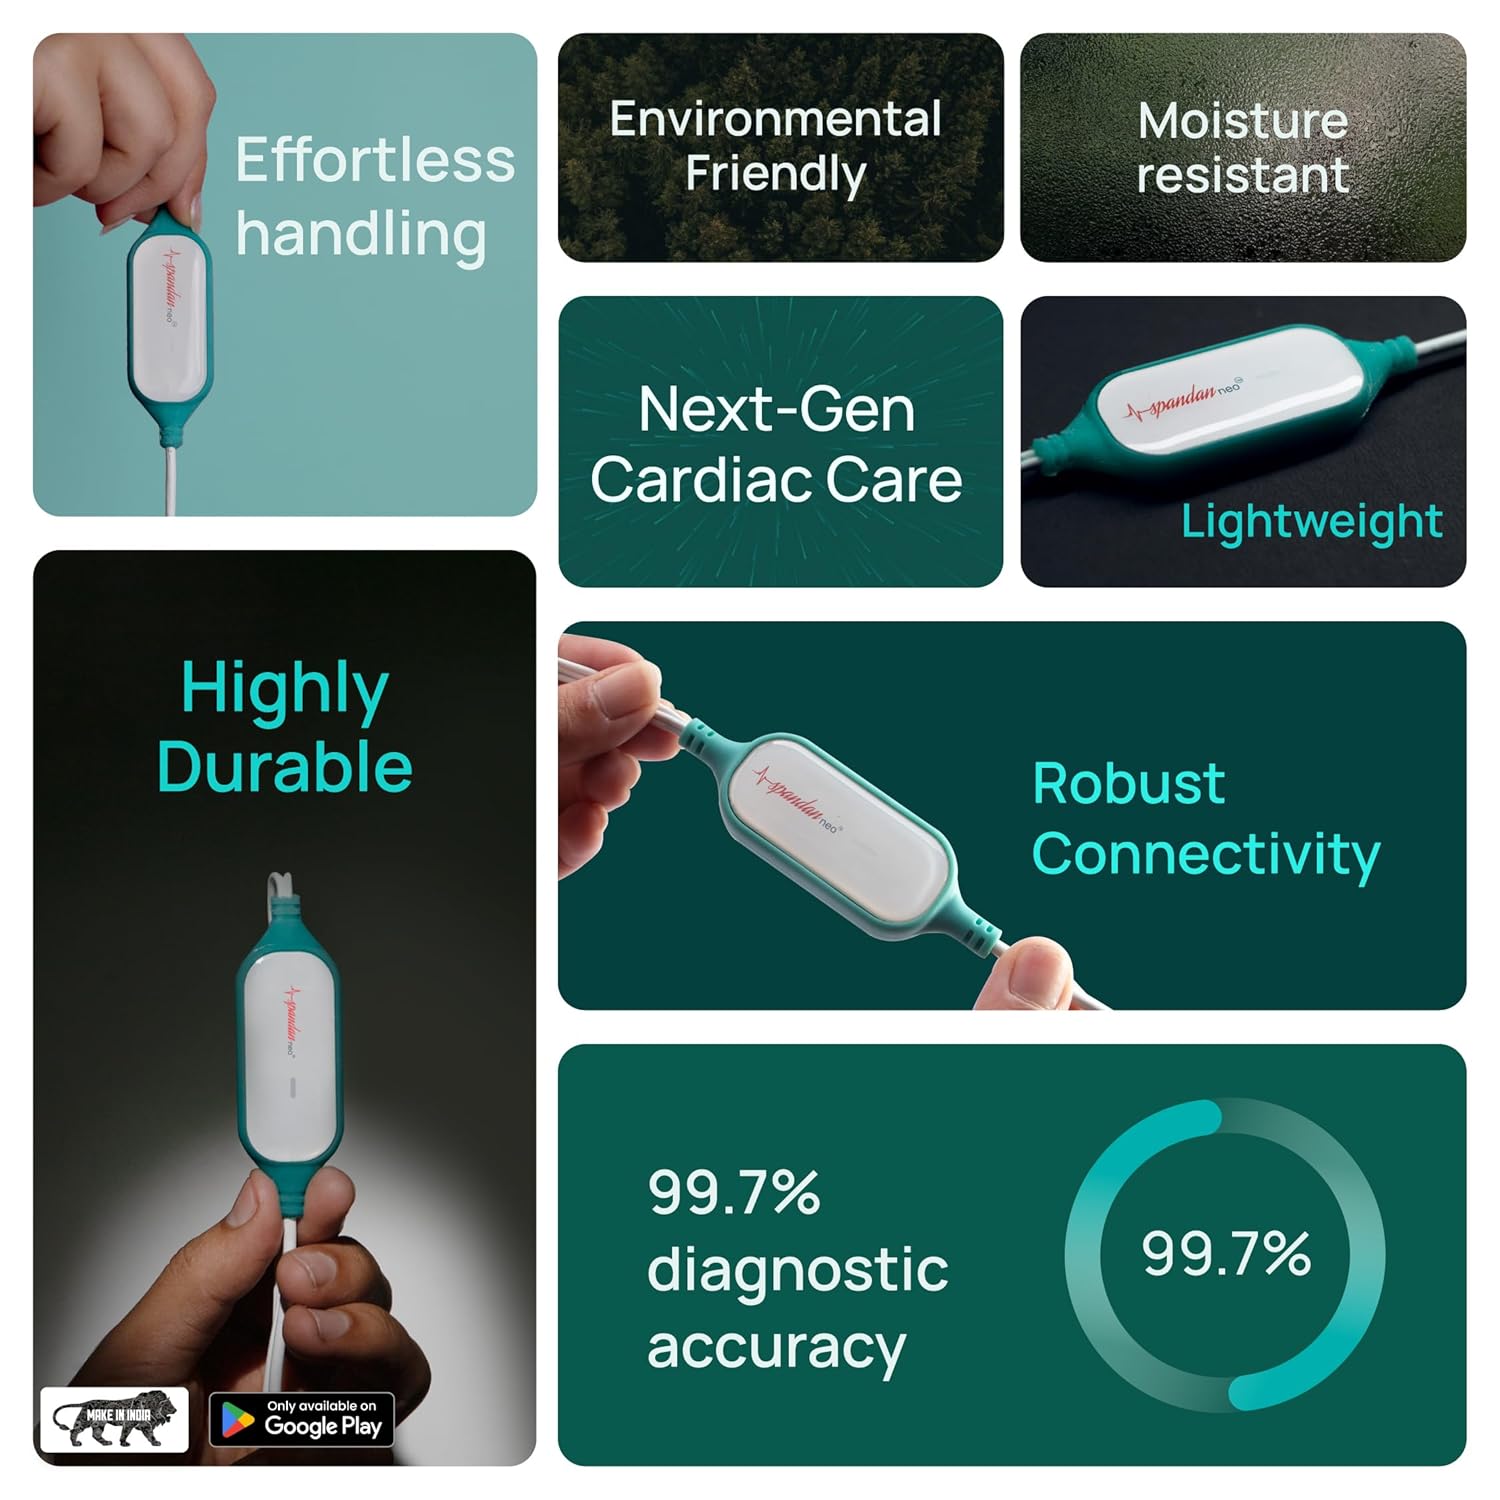 Effortless
handling
spandan neo
Environmental
Friendly
Moisture
resistant
Next-Gen
Cardiac Care
spandan neo
Lightweight
Highly
Durable
spandan neo
MAKE IN INDIA
Only available on
Google Play
spandan neo
Robust
Connectivity
99.7%
diagnostic
accuracy
99.7%